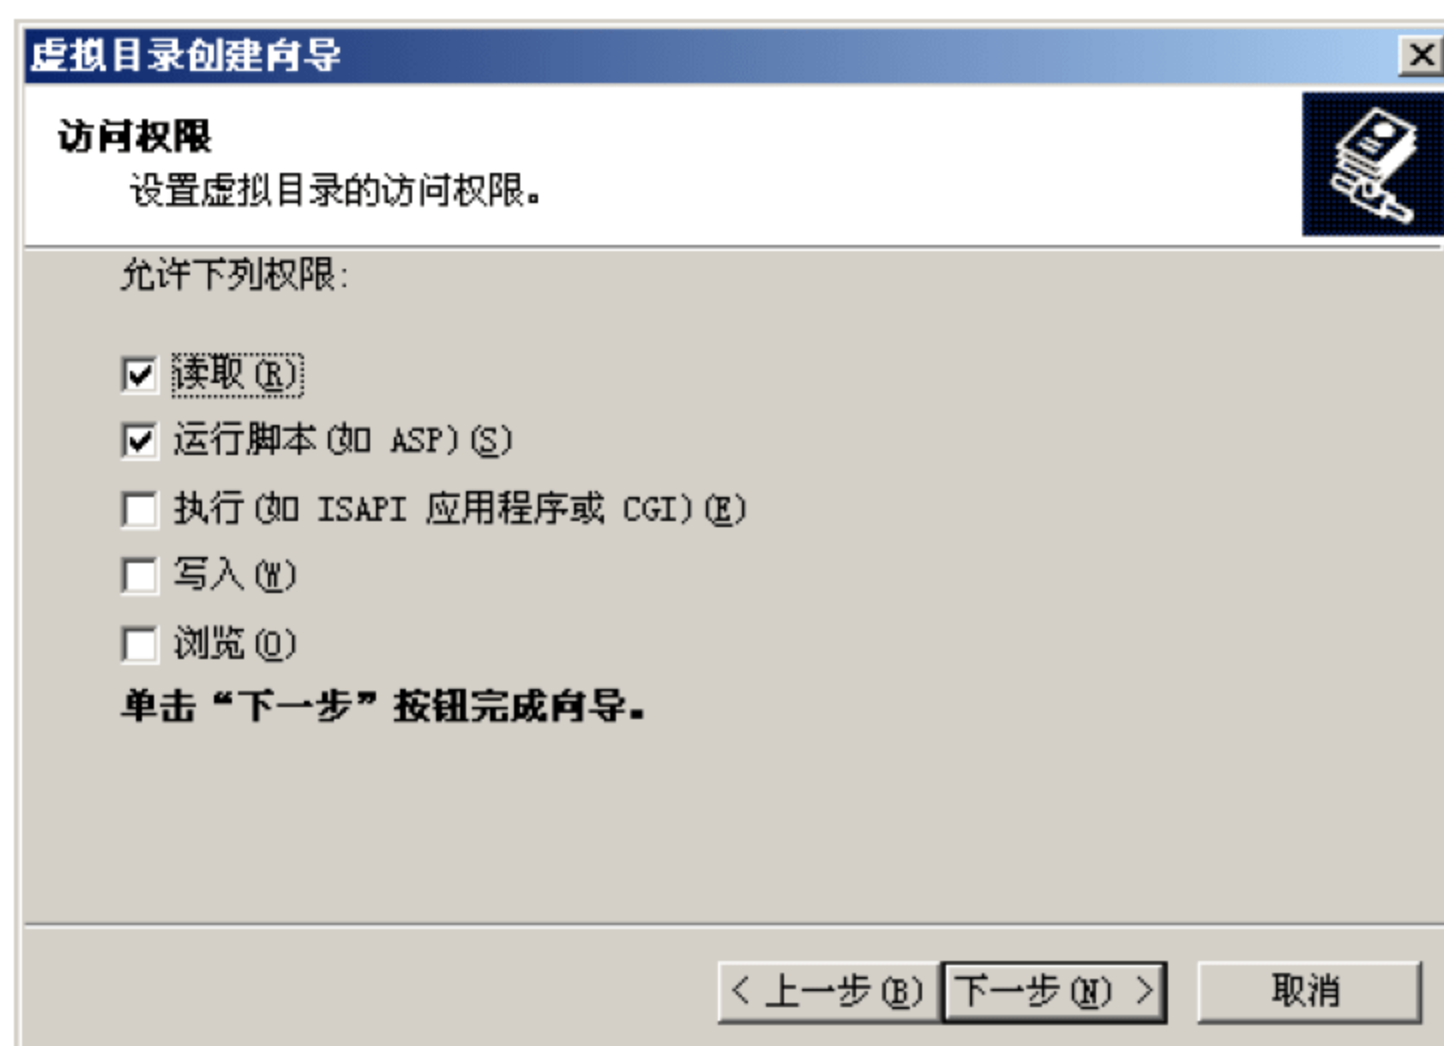 虚拟目录创建向导
访问权限
设置虚拟目录的访问权限。
允许下列权限:
读取(R)
运行脚本(如 ASP)(S)
执行(如 ISAPI 应用程序或 CGI)(E)
写入(W)
浏览(O)
单击“下一步”按钮完成向导。
< 上一步(B) 下一步(N) > 取消